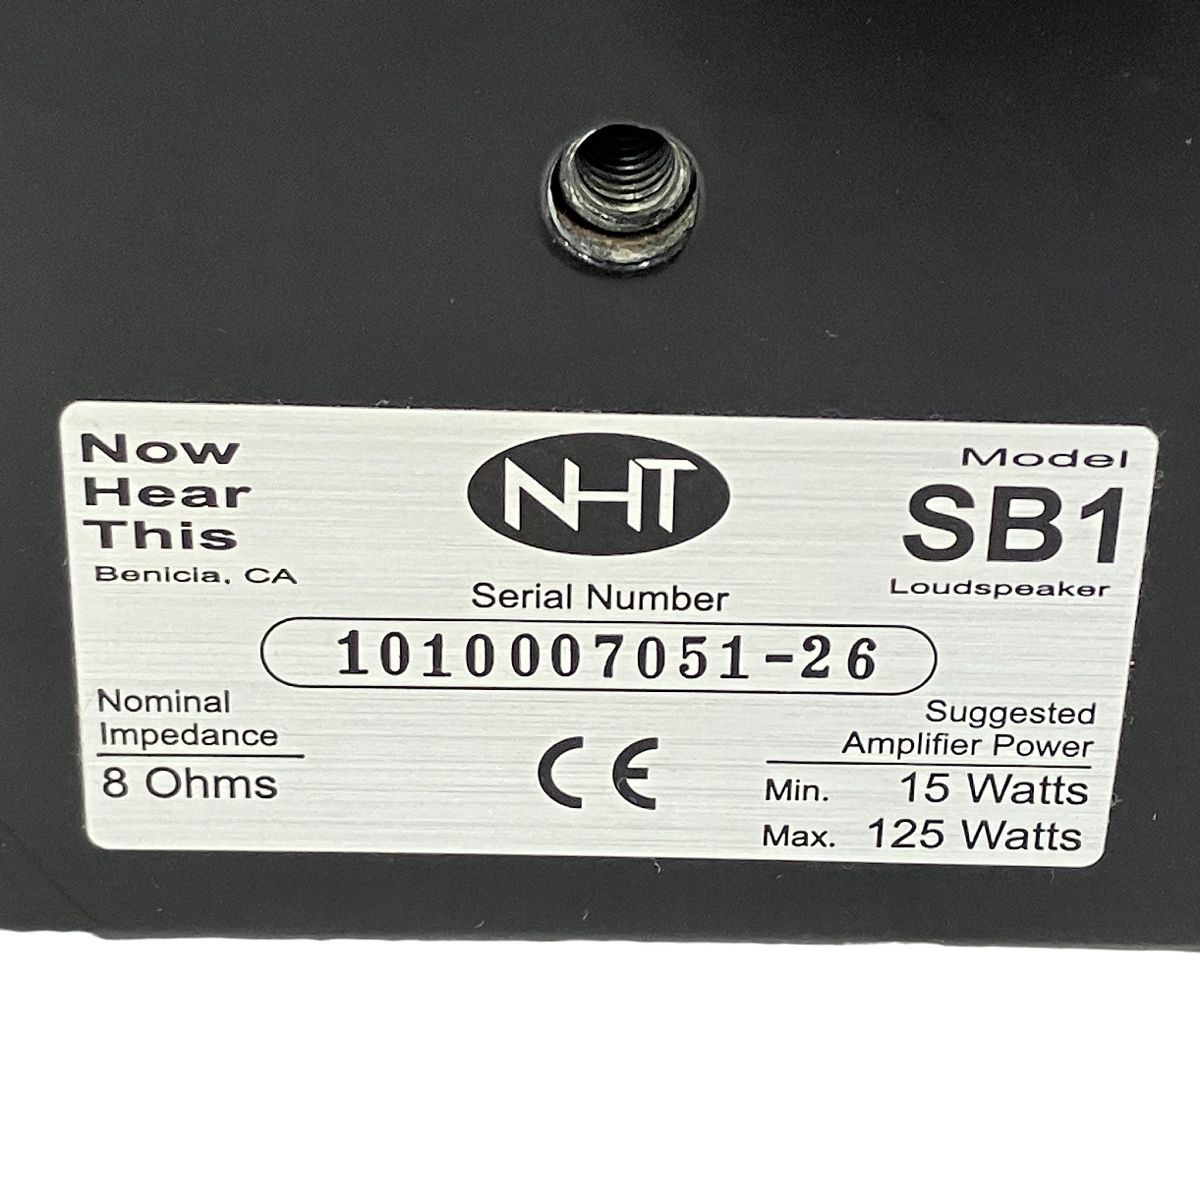 Now
Hear
This
Benicia, CA
NHT
Model
SB1
Loudspeaker
Serial Number
1010007051-26
Nominal
Impedance
8 Ohms
CE
Suggested
Amplifier Power
Min. 15 Watts
Max. 125 Watts